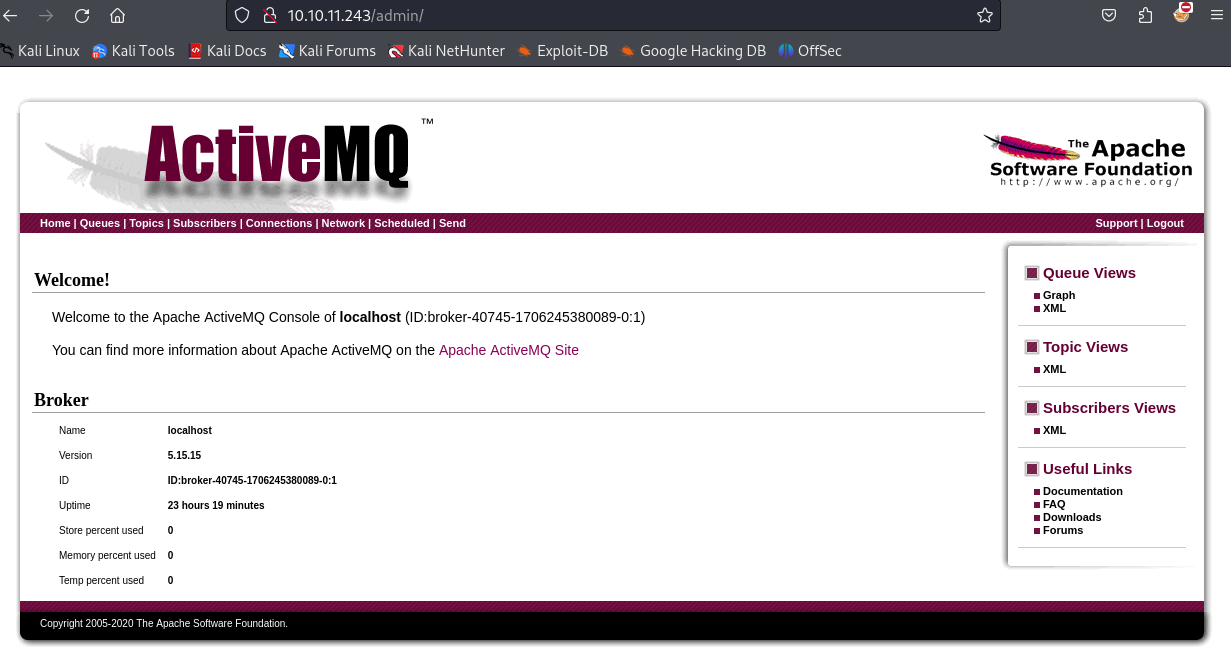 10.10.11.243/admin/
Kali Linux Kali Tools Kali Docs Kali Forums Kali NetHunter Exploit-DB Google Hacking DB OffSec
ActiveMQ ™
The Apache
Software Foundation
http://www.apache.org/
Home | Queues | Topics | Subscribers | Connections | Network | Scheduled | Send
Support | Logout
Welcome!
Welcome to the Apache ActiveMQ Console of localhost (ID:broker-40745-1706245380089-0:1)
You can find more information about Apache ActiveMQ on the Apache ActiveMQ Site
Broker
Name localhost
Version 5.15.15
ID ID:broker-40745-1706245380089-0:1
Uptime 23 hours 19 minutes
Store percent used 0
Memory percent used 0
Temp percent used 0
Queue Views
Graph
XML
Topic Views
XML
Subscribers Views
XML
Useful Links
Documentation
FAQ
Downloads
Forums
Copyright 2005-2020 The Apache Software Foundation.